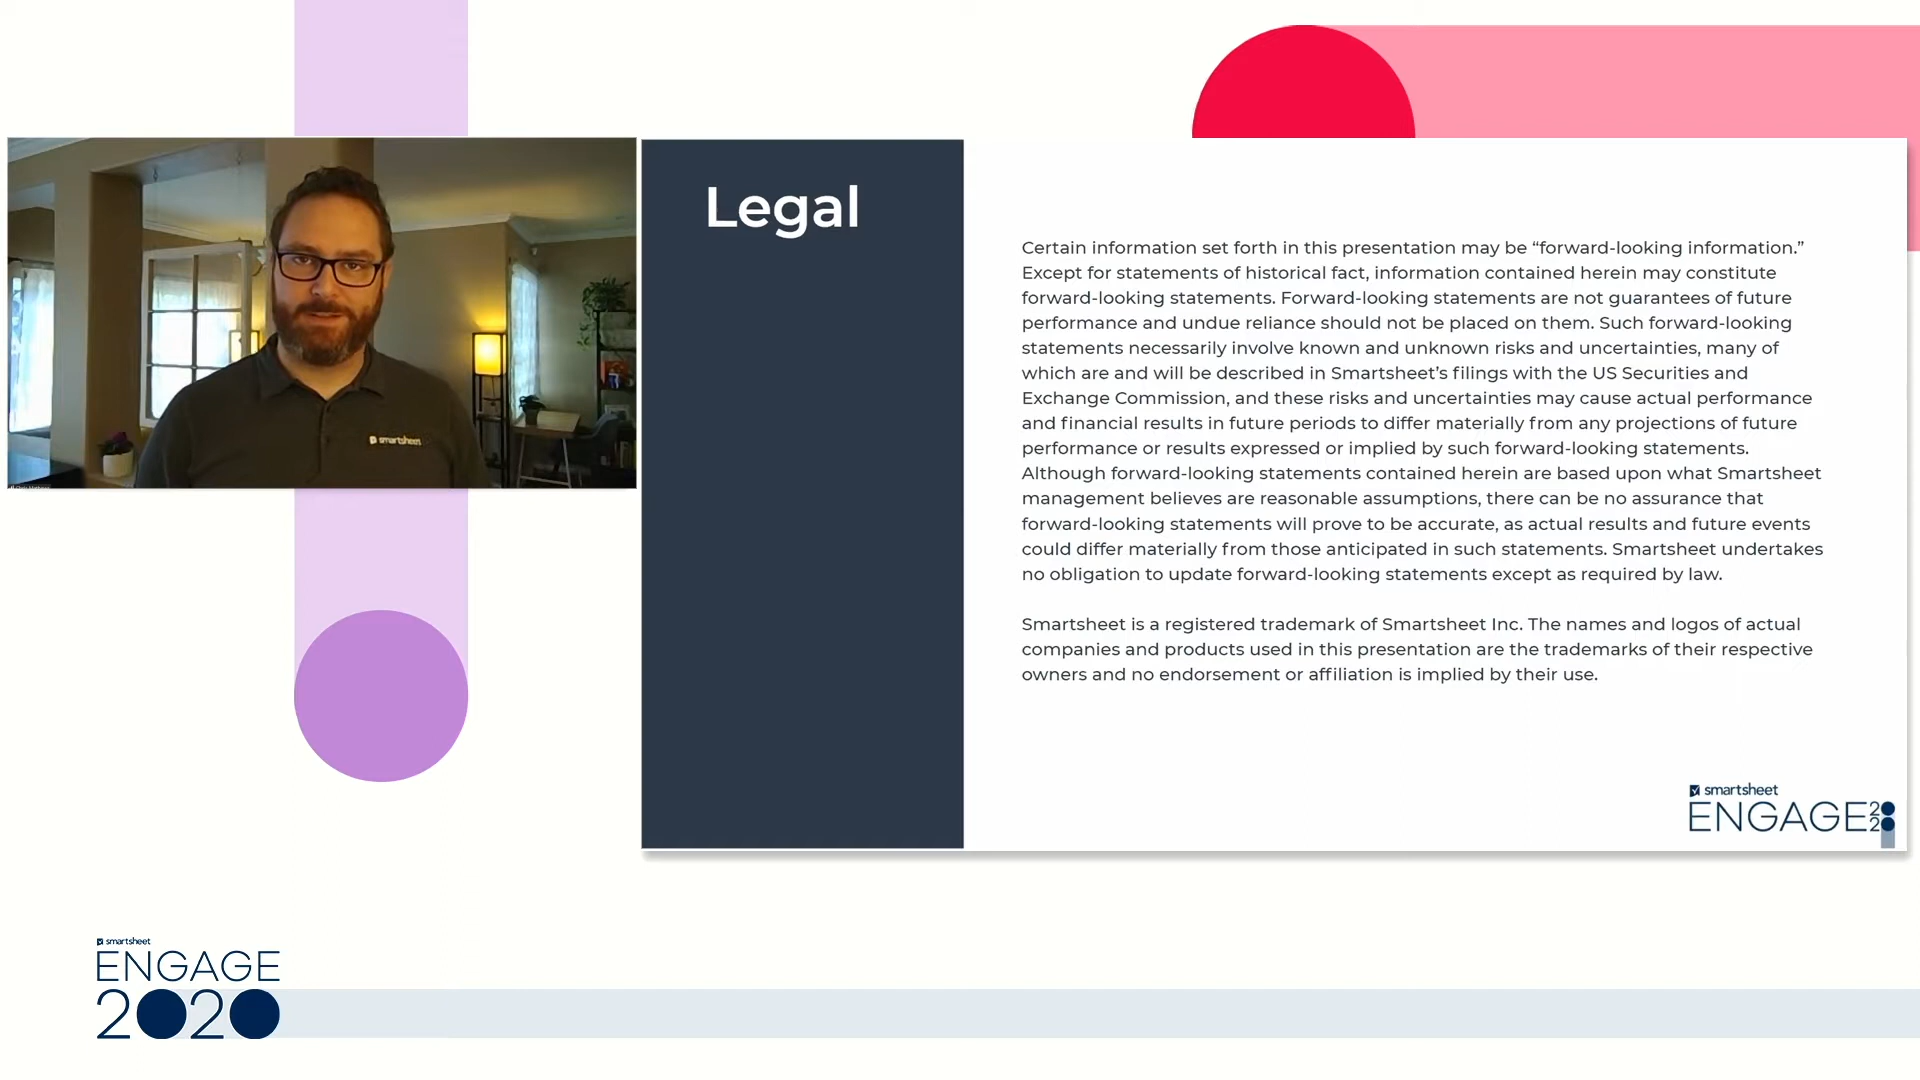 smartsheet
Legal
Certain information set forth in this presentation may be “forward-looking information.”
Except for statements of historical fact, information contained herein may constitute
forward-looking statements. Forward-looking statements are not guarantees of future
performance and undue reliance should not be placed on them. Such forward-looking
statements necessarily involve known and unknown risks and uncertainties, many of
which are and will be described in Smartsheet’s filings with the US Securities and
Exchange Commission, and these risks and uncertainties may cause actual performance
and financial results in future periods to differ materially from any projections of future
performance or results expressed or implied by such forward-looking statements.
Although forward-looking statements contained herein are based upon what Smartsheet
management believes are reasonable assumptions, there can be no assurance that
forward-looking statements will prove to be accurate, as actual results and future events
could differ materially from those anticipated in such statements. Smartsheet undertakes
no obligation to update forward-looking statements except as required by law.
Smartsheet is a registered trademark of Smartsheet Inc. The names and logos of actual
companies and products used in this presentation are the trademarks of their respective
owners and no endorsement or affiliation is implied by their use.
smartsheet
ENGAGE 2020
smartsheet
ENGAGE
2020